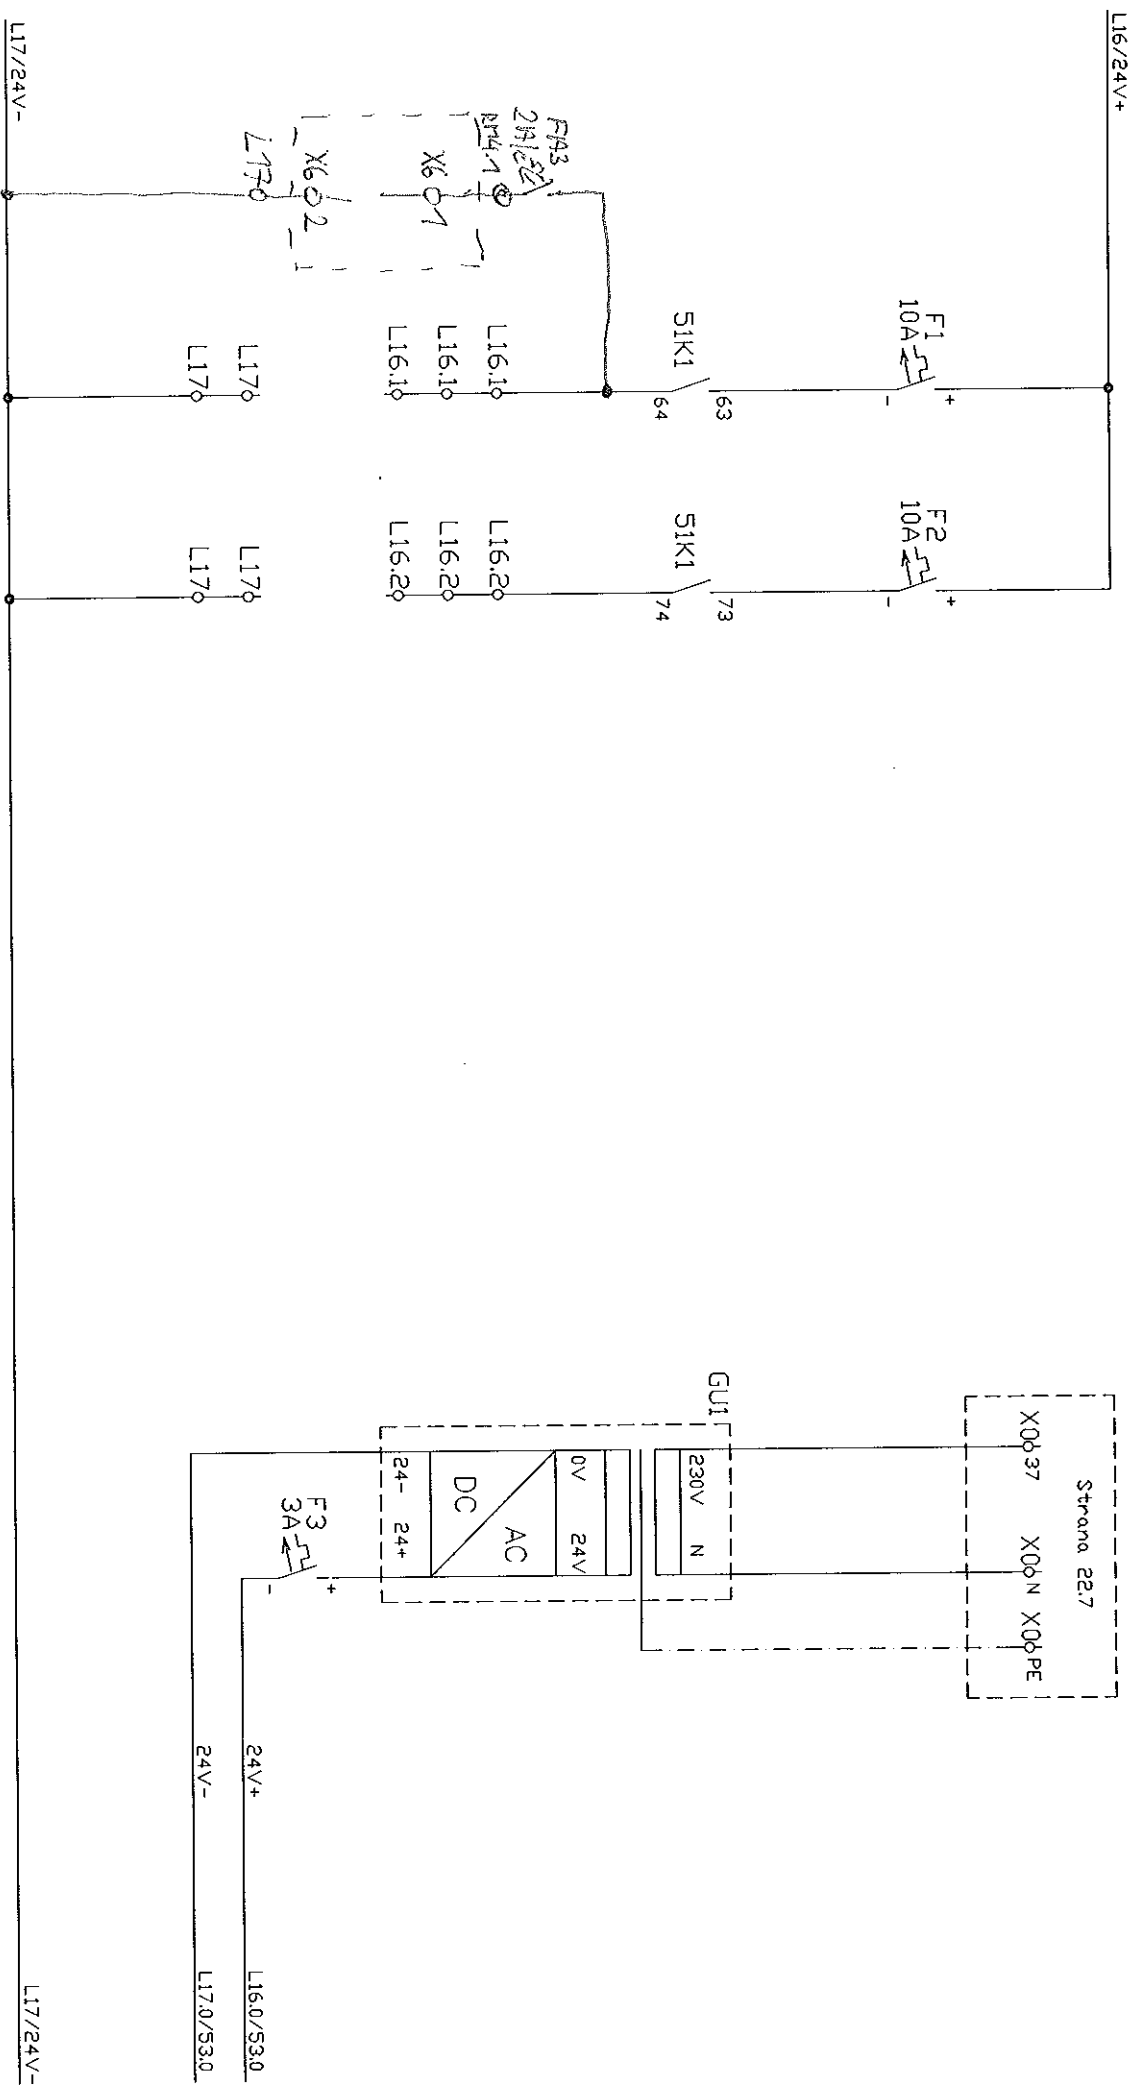 L16/24V+
F1
10A
+
-
F2
10A
+
-
51K1
63
64
51K1
73
74
FA3
X6
1
X6
2
L17
L16.1
L16.1
L16.1
L16.2
L16.2
L16.2
L17
L17
L17
L17
L17/24V-
Strana 22.7
X0 37
X0 N
X0 PE
GU1
230V N
0V 24V
AC
DC
24- 24+
F3
3A
+
-
24V+
24V-
L16.0/53.0
L17.0/53.0
L17/24V-